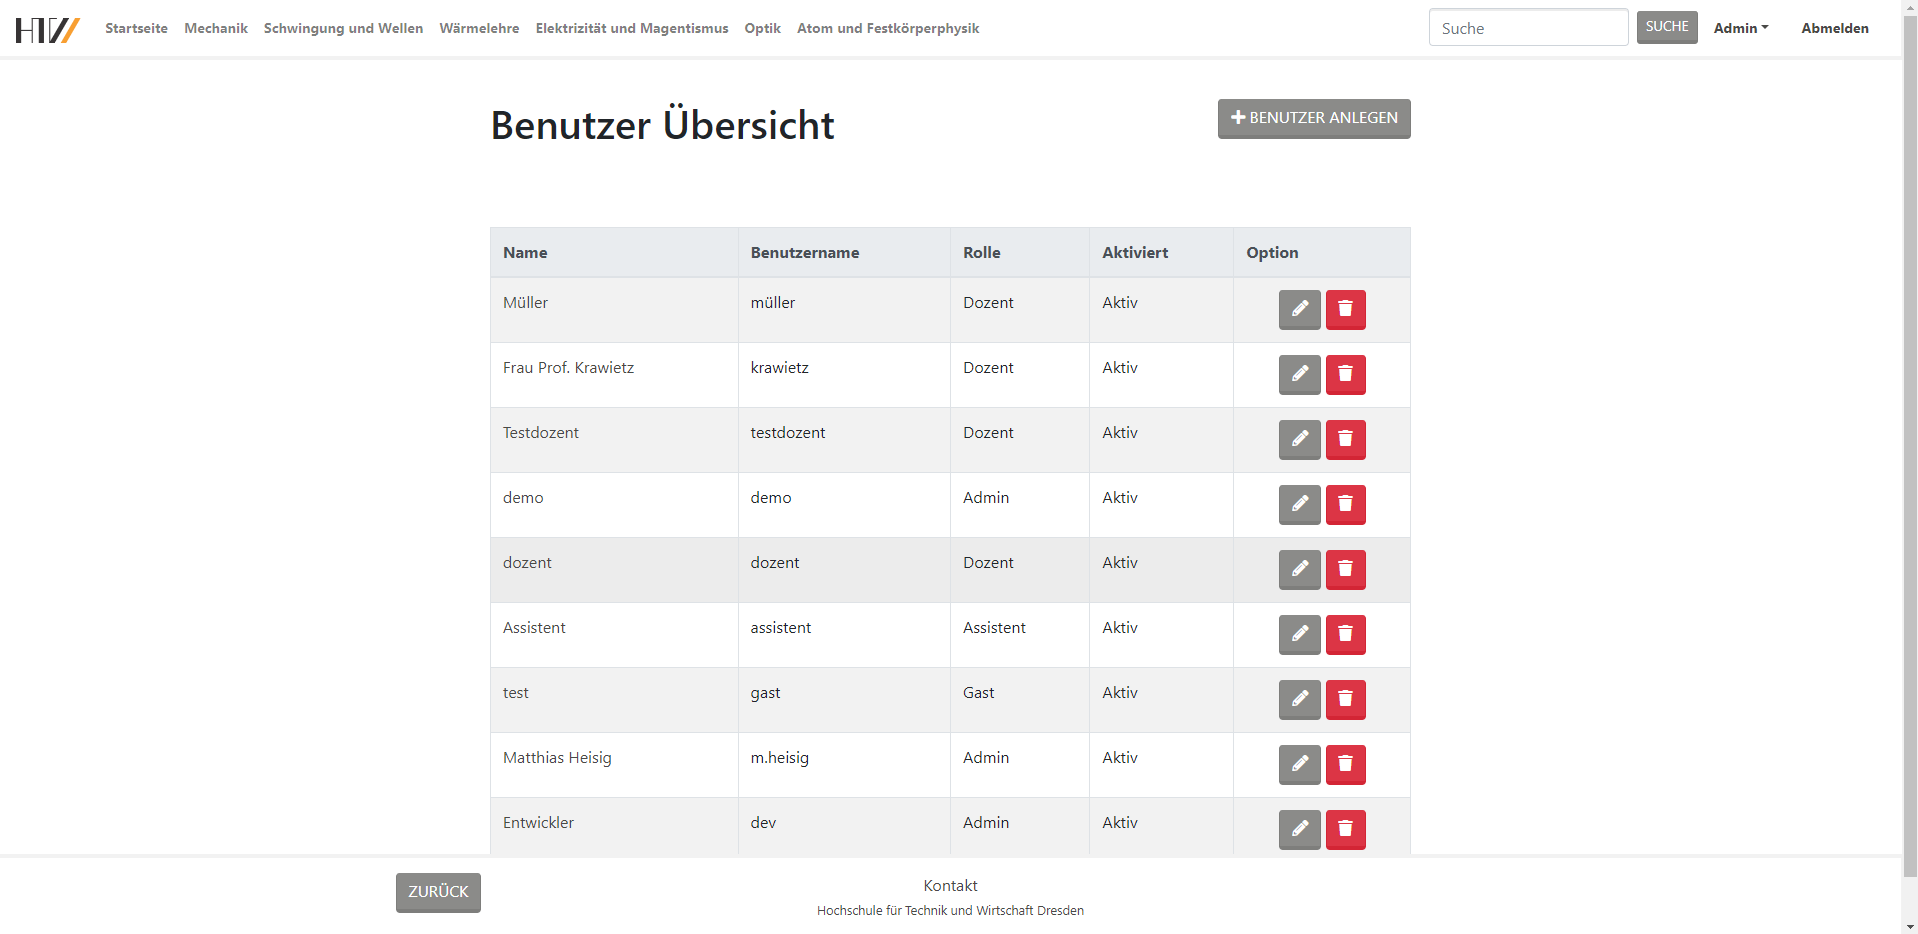 HTW Startseite Mechanik Schwingung und Wellen Wärmelehre Elektrizität und Magentismus Optik Atom und Festkörperphysik Suche SUCHE Admin Abmelden
Benutzer Übersicht BENUTZER ANLEGEN
Name Benutzername Rolle Aktiviert Option
Müller müller Dozent Aktiv
Frau Prof. Krawietz krawietz Dozent Aktiv
Testdozent testdozent Dozent Aktiv
demo demo Admin Aktiv
dozent dozent Dozent Aktiv
Assistent assistent Assistent Aktiv
test gast Gast Aktiv
Matthias Heisig m.heisig Admin Aktiv
Entwickler dev Admin Aktiv
ZURÜCK Kontakt
Hochschule für Technik und Wirtschaft Dresden